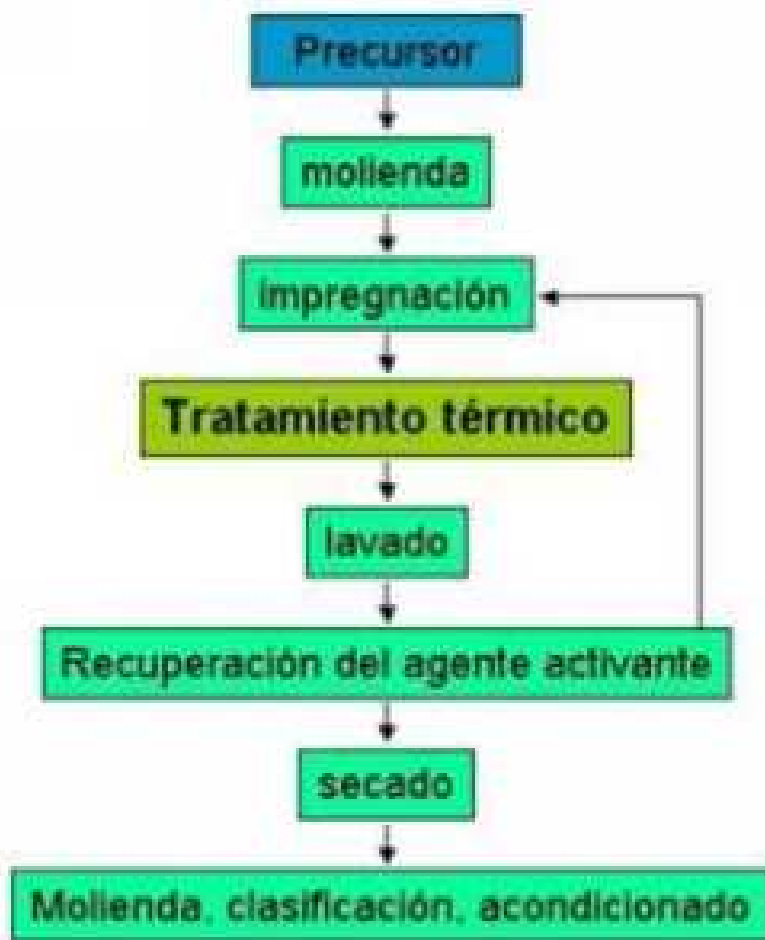 Precursor
molienda
impregnación
Tratamiento térmico
lavado
Recuperación del agente activante
secado
Molienda, clasificación, acondicionado